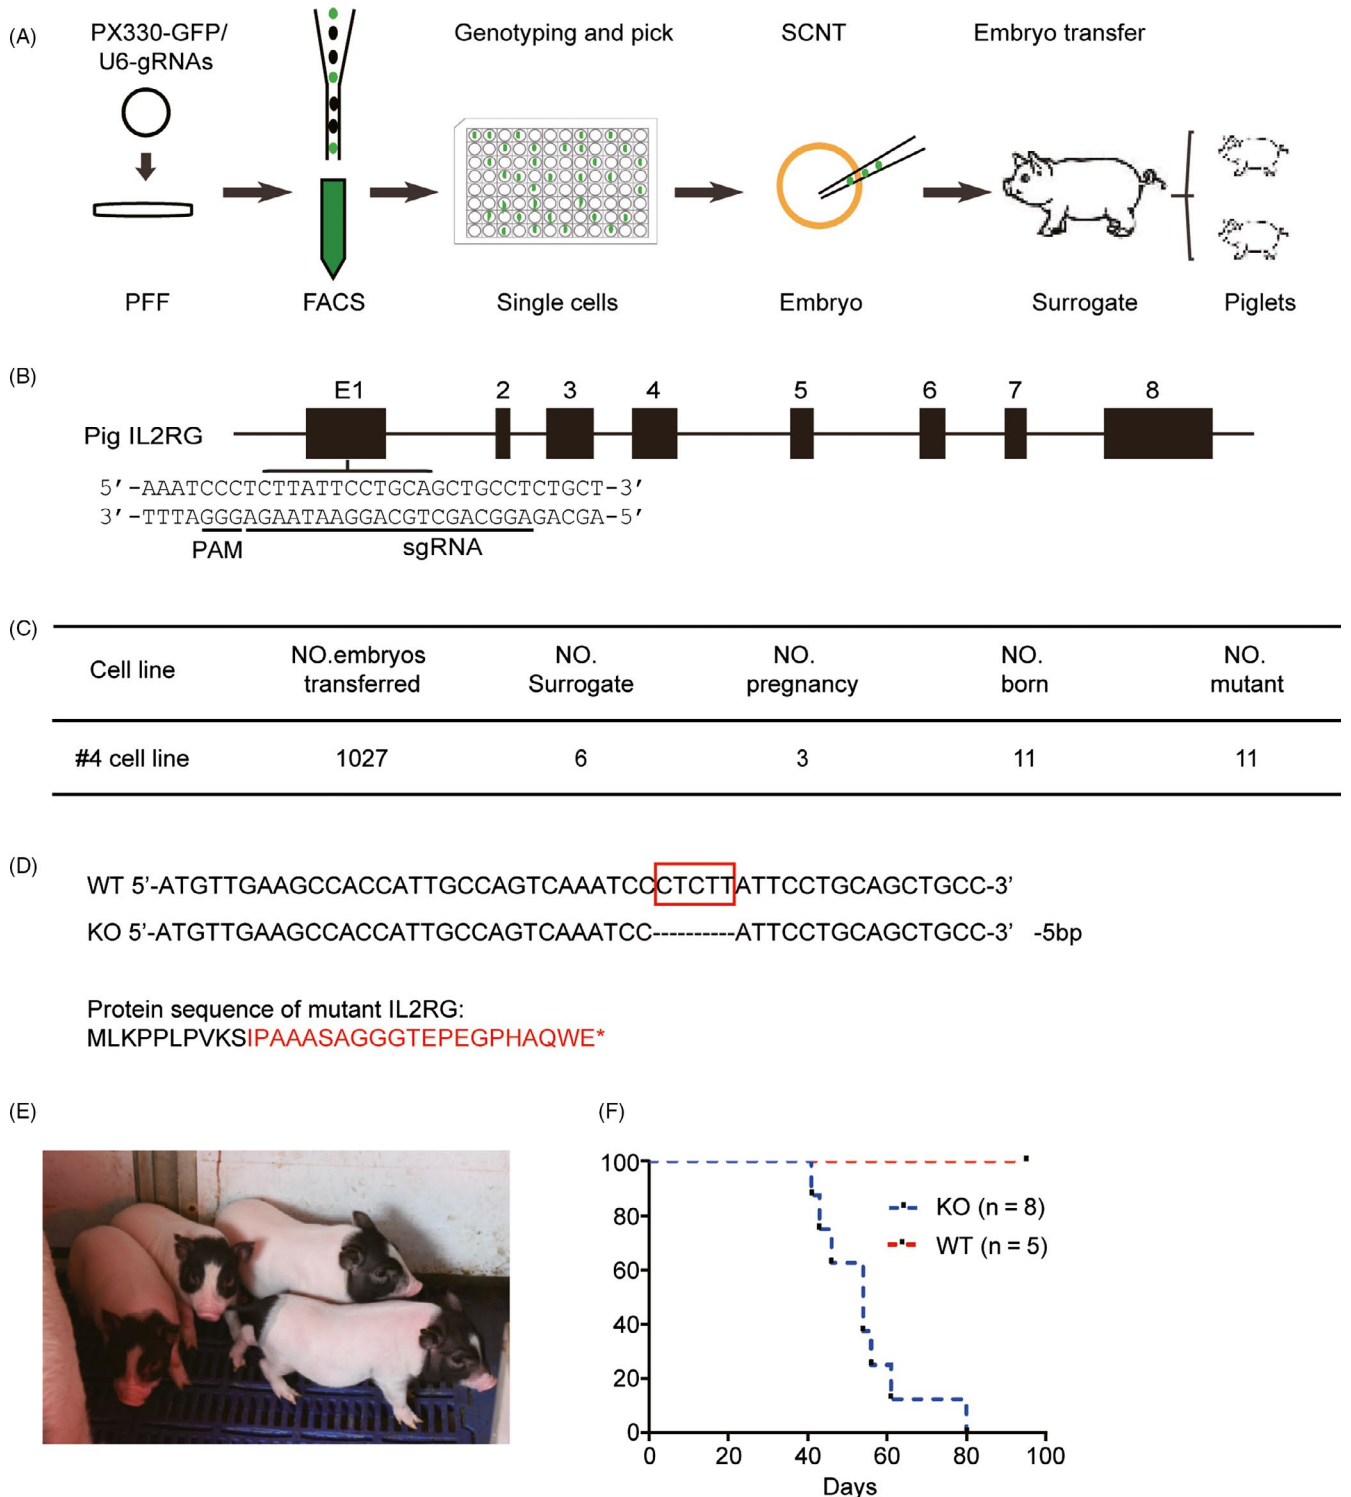 (A)
PX330-GFP/
U6-gRNAs
Genotyping and pick
SCNT
Embryo transfer
PFF
FACS
Single cells
Embryo
Surrogate
Piglets
(B)
E1 2 3 4 5 6 7 8
Pig IL2RG
5′-AAATCCCTCTTATTCCTGCAGCTGCCTCTGCT-3′
3′-TTTAGGGAGAATAAGGACGTCGACGGAGACGA-5′
PAM
sgRNA
(C)
Cell line
NO.embryos
transferred
NO.
Surrogate
NO.
pregnancy
NO.
born
NO.
mutant
#4 cell line 1027 6 3 11 11
(D)
WT 5’-ATGTTGAAGCCACCATTGCCAGTCAAATCCCTCTTATTCCTGCAGCTGCC-3’
KO 5’-ATGTTGAAGCCACCATTGCCAGTCAAATCC----------ATTCCTGCAGCTGCC-3’ -5bp
Protein sequence of mutant IL2RG:
MLKPPLPVKSIPAAASAGGGTEPEGPHAQWE*
(E)
(F)
100
80
60
40
20
0
KO (n = 8)
WT (n = 5)
0 20 40 60 80 100
Days